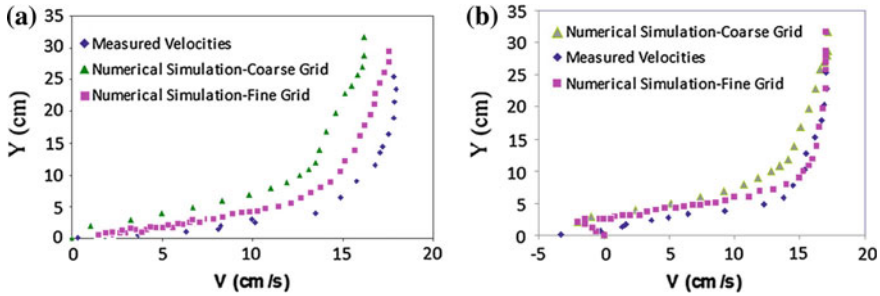 (a)
35
30
25
20
15
10
5
0
Y (cm)
Measured Velocities
Numerical Simulation-Coarse Grid
Numerical Simulation-Fine Grid
0 5 10 15 20
V (cm/s)
(b)
35
30
25
20
15
10
5
0
Y (cm)
Numerical Simulation-Coarse Grid
Measured Velocities
Numerical Simulation-Fine Grid
-5 0 5 10 15 20
V (cm/s)